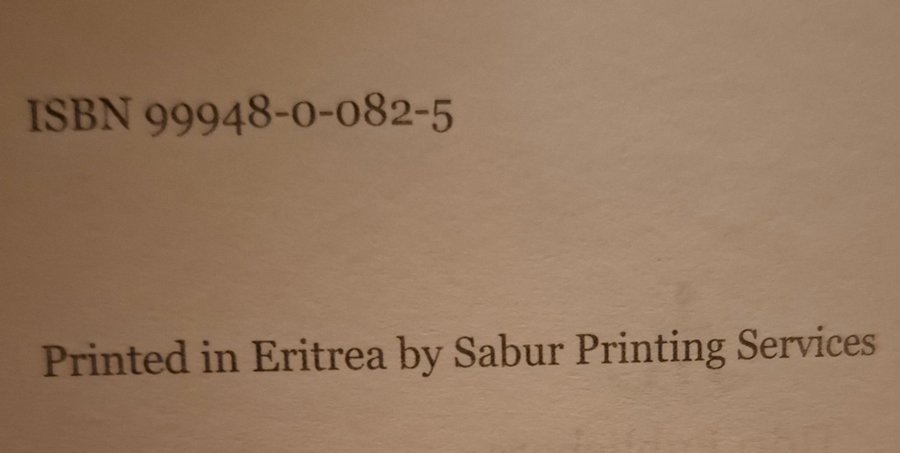 ISBN 99948-0-082-5
Printed in Eritrea by Sabur Printing Services